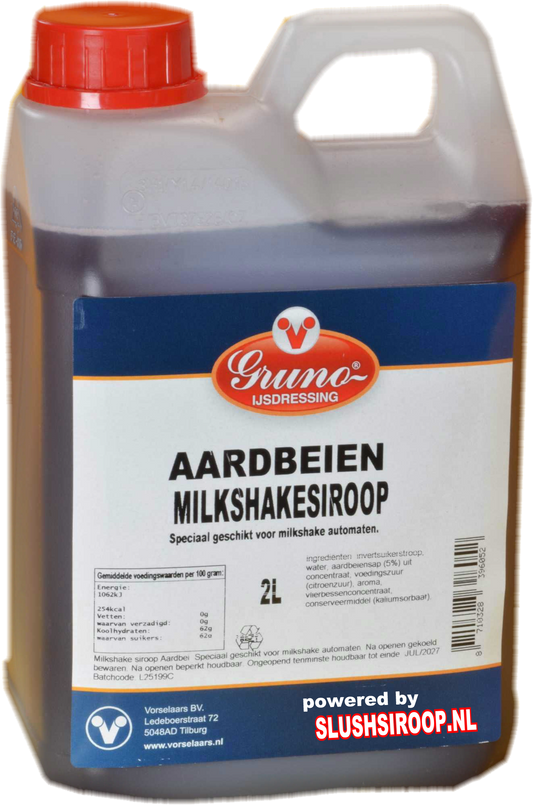 Gruno®
IJSDRESSING
AARDBEIEN
MILKSHAKESIROOP
Speciaal geschikt voor milkshake automaten.
Gemiddelde voedingswaarden per 100 gram:
Energie:
1062kJ
254kcal
Vetten: 0g
waarvan verzadigd: 0g
Koolhydraten: 62g
waarvan suikers: 62g
2L
ingrediënten: invertsuikerstroop,
water, aardbeiensap (5%) uit
concentraat, voedingszuur
(citroenzuur), aroma,
vlierbessenconcentraat,
conserveermiddel (kaliumsorbaat).
8 710328 396052
Milkshake siroop Aardbei. Speciaal geschikt voor milkshake automaten. Na openen gekoeld
bewaren. Na openen beperkt houdbaar. Ongeopend tenminste houdbaar tot einde: JUL/2027
Batchcode: L25199C
Vorselaars BV.
Ledeboerstraat 72
5048AD Tilburg
www.vorselaars.nl
powered by
SLUSHSIROOP.NL